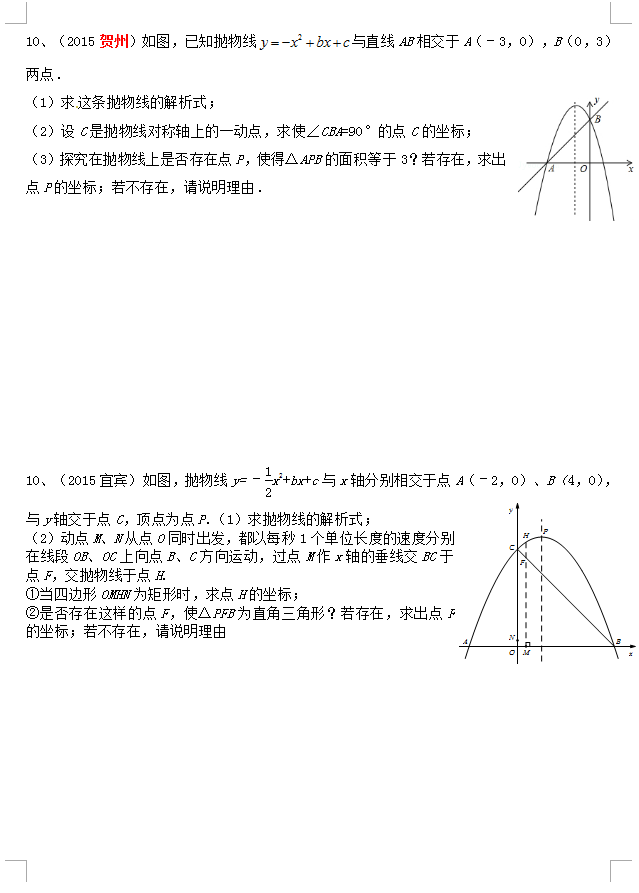 10、（2015 贺州）如图，已知抛物线 y=-x²+bx+c 与直线 AB 相交于 A（﹣3，0），B（0，3）
两点．
（1）求这条抛物线的解析式；
（2）设 C 是抛物线对称轴上的一动点，求使∠CBA=90°的点 C 的坐标；
（3）探究在抛物线上是否存在点 P，使得△APB 的面积等于 3？若存在，求出
点 P 的坐标；若不存在，请说明理由．
y
B
A
O
x
10、（2015 宜宾）如图，抛物线 y=﹣1/2x²+bx+c 与 x 轴分别相交于点 A（﹣2，0）、B（4，0），
与 y 轴交于点 C，顶点为点 P．（1）求抛物线的解析式；
（2）动点 M、N 从点 O 同时出发，都以每秒 1 个单位长度的速度分别
在线段 OB、OC 上向点 B、C 方向运动，过点 M 作 x 轴的垂线交 BC 于
点 F，交抛物线于点 H．
①当四边形 OMHN 为矩形时，求点 H 的坐标；
②是否存在这样的点 F，使△PFB 为直角三角形？若存在，求出点 F
的坐标；若不存在，请说明理由
y
P
H
C
F
N
A
B
O
M
x